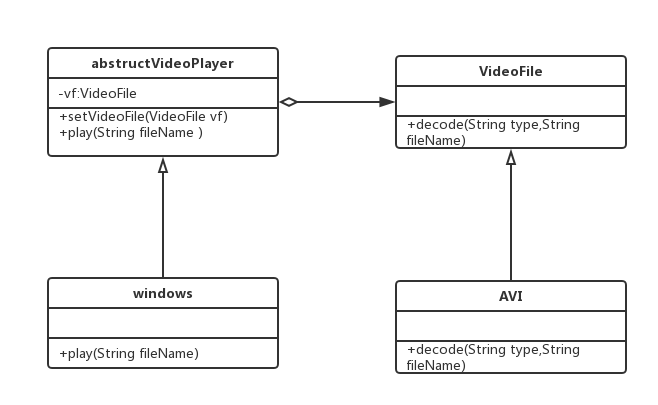 abstructVideoPlayer
-vf:VideoFile
+setVideoFile(VideoFile vf)
+play(String fileName )
VideoFile
+decode(String type,String
fileName)
windows
+play(String fileName)
AVI
+decode(String type,String
fileName)